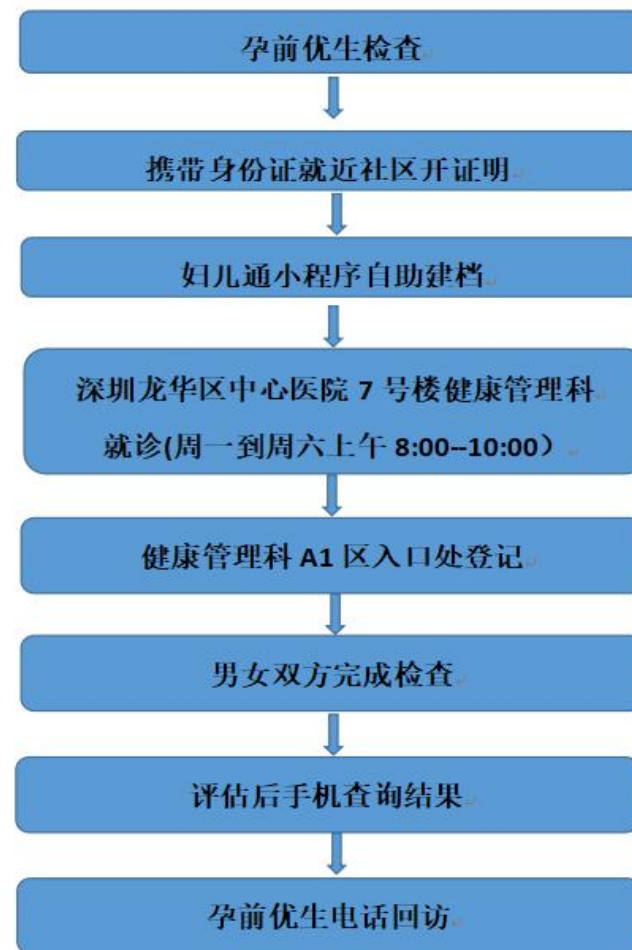 孕前优生检查
携带身份证就近社区开证明
妇儿通小程序自助建档
深圳龙华区中心医院 7 号楼健康管理科
就诊(周一到周六上午 8:00--10:00）
健康管理科 A1 区入口处登记
男女双方完成检查
评估后手机查询结果
孕前优生电话回访